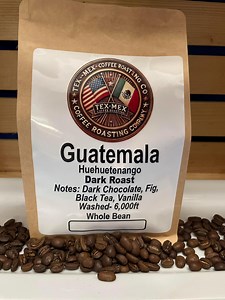 TEX-MEX COFFEE ROASTING CO
TEX-MEX
COFFEE ROASTING COMPANY
Guatemala
Huehuetenango
Dark Roast
Notes: Dark Chocolate, Fig,
Black Tea, Vanilla
Washed- 6,000ft
Whole Bean